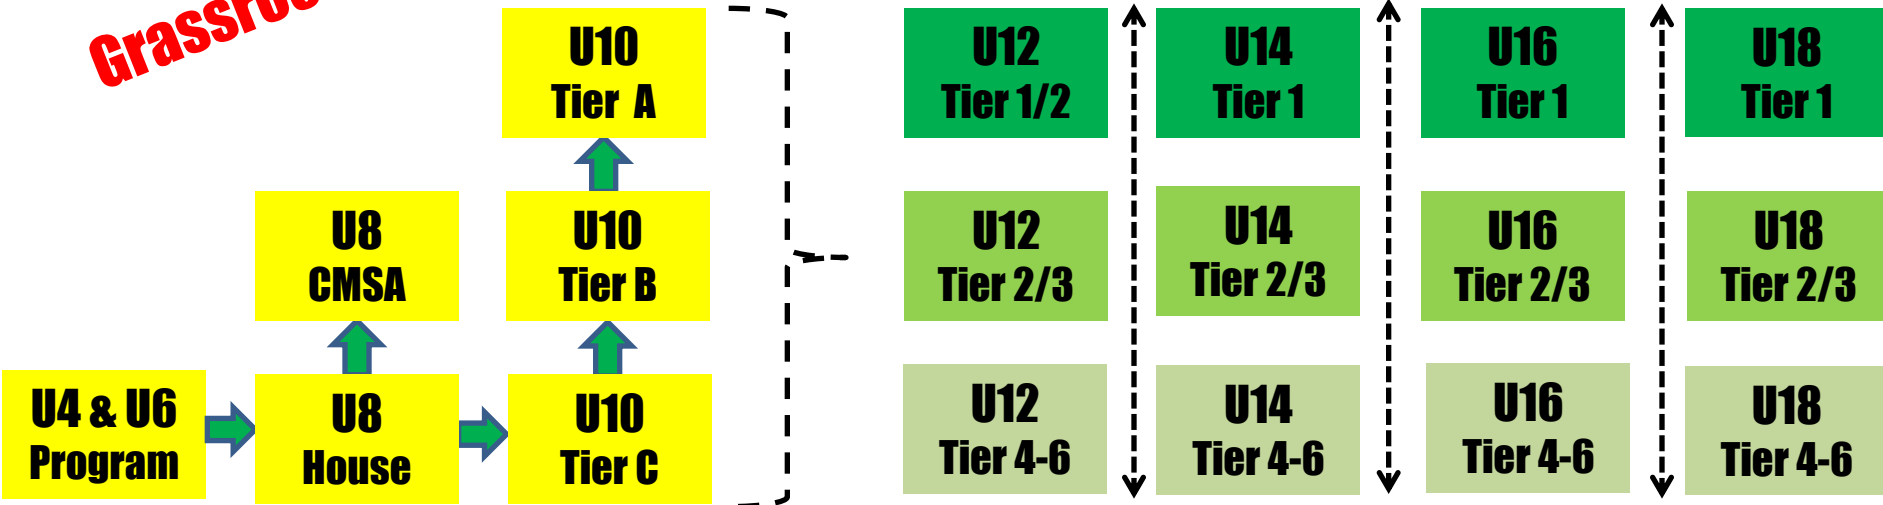 U10
Tier A
U12
Tier 1/2
U14
Tier 1
U16
Tier 1
U18
Tier 1
U8
CMSA
U10
Tier B
U12
Tier 2/3
U14
Tier 2/3
U16
Tier 2/3
U18
Tier 2/3
U4 & U6
Program
U8
House
U10
Tier C
U12
Tier 4-6
U14
Tier 4-6
U16
Tier 4-6
U18
Tier 4-6